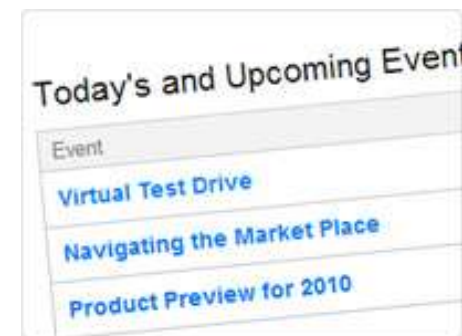 Today's and Upcoming Event
Event
Virtual Test Drive
Navigating the Market Place
Product Preview for 2010